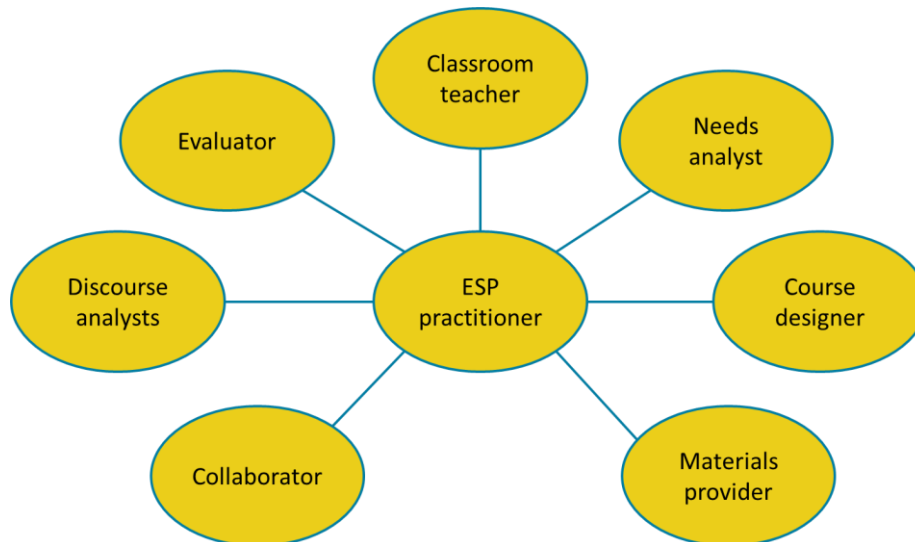 Classroom
teacher
Evaluator
Needs
analyst
Discourse
analysts
ESP
practitioner
Course
designer
Collaborator
Materials
provider